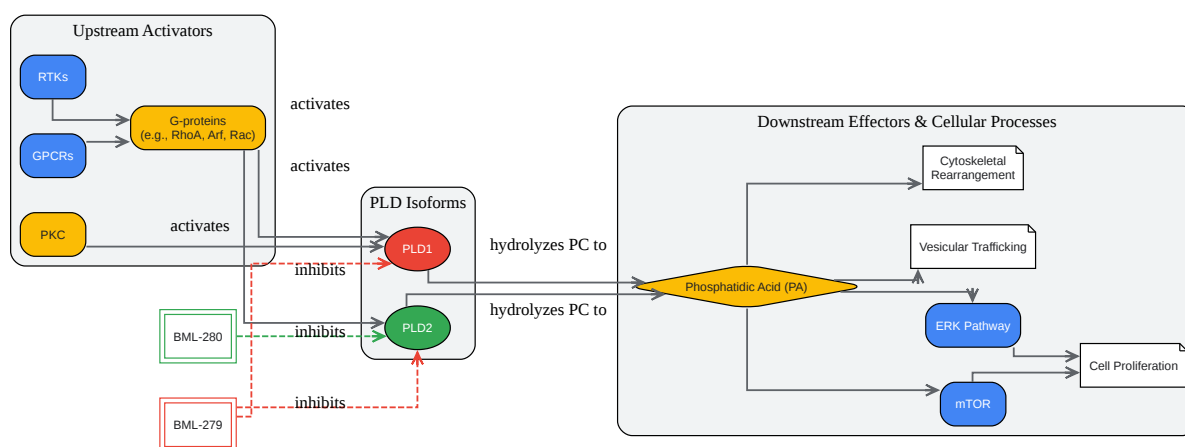 Upstream Activators
RTKs
activates
G-proteins
(e.g., RhoA, Arf, Rac)
Downstream Effectors & Cellular Processes
GPCRs
Cytoskeletal
Rearrangement
activates
PLD Isoforms
PKC
activates
PLD1
hydrolyzes PC to
Vesicular Trafficking
inhibits
Phosphatidic Acid (PA)
hydrolyzes PC to
BML-280
inhibits
PLD2
ERK Pathway
Cell Proliferation
inhibits
mTOR
BML-279